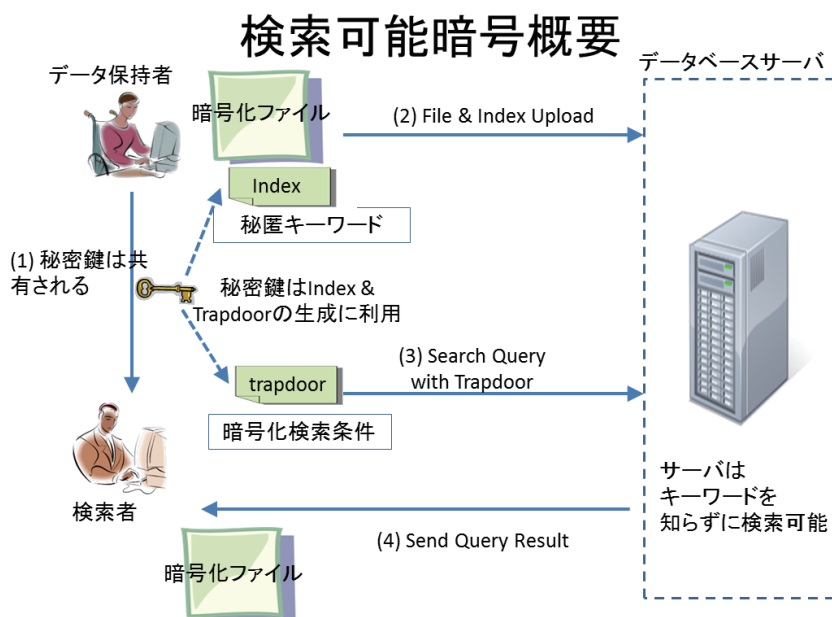 検索可能暗号概要
データ保持者
データベースサーバ
暗号化ファイル
(2) File & Index Upload
Index
秘匿キーワード
(1) 秘密鍵は共
有される
秘密鍵はIndex &
Trapdoorの生成に利用
(3) Search Query
with Trapdoor
trapdoor
暗号化検索条件
サーバは
キーワードを
知らずに検索可能
検索者
(4) Send Query Result
暗号化ファイル